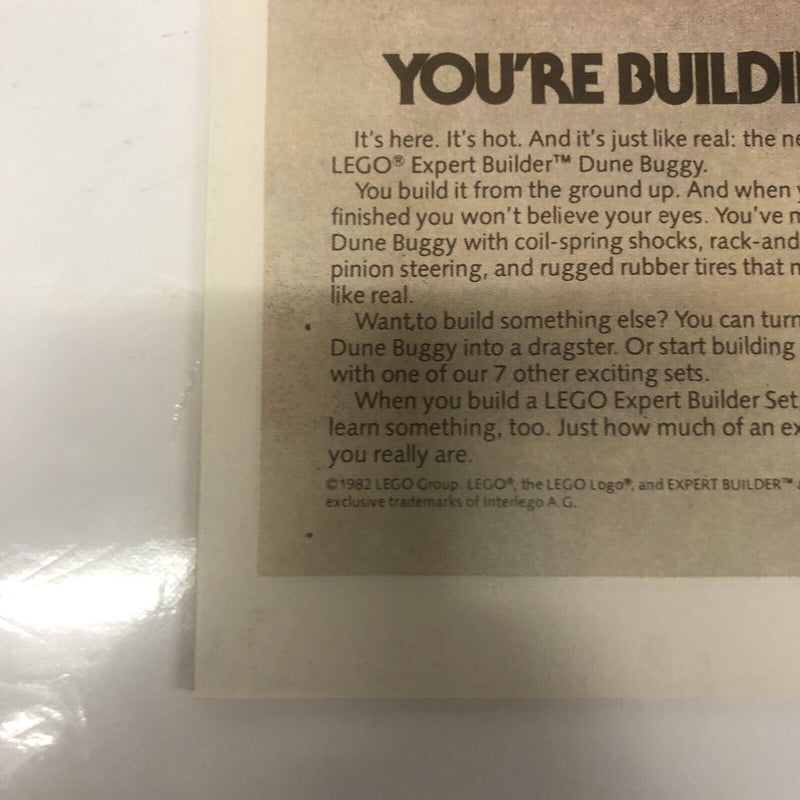 YOU'RE BUILDI
It's here. It's hot. And it's just like real: the ne
LEGO® Expert Builder™ Dune Buggy.
You build it from the ground up. And when y
finished you won't believe your eyes. You've m
Dune Buggy with coil-spring shocks, rack-and
pinion steering, and rugged rubber tires that m
like real.
Want to build something else? You can turn
Dune Buggy into a dragster. Or start building
with one of our 7 other exciting sets.
When you build a LEGO Expert Builder Set
learn something, too. Just how much of an ex
you really are.
©1982 LEGO Group. LEGO®, the LEGO Logo®, and EXPERT BUILDER™ a
exclusive trademarks of Interlego A.G.